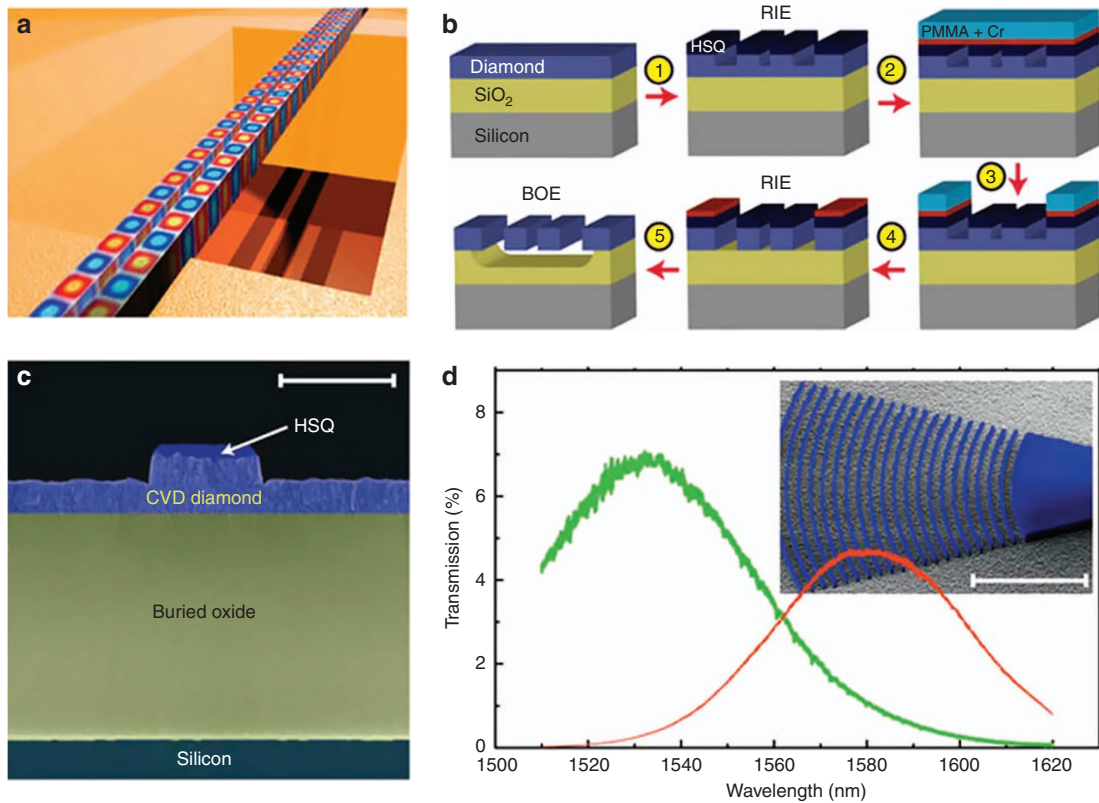 a
b
RIE
HSQ
PMMA + Cr
Diamond
1
2
SiO₂
Silicon
3
BOE
RIE
5
4
c
HSQ
CVD diamond
Buried oxide
Silicon
d
8
6
4
2
0
Transmission (%)
1500
1520
1540
1560
1580
1600
1620
Wavelength (nm)